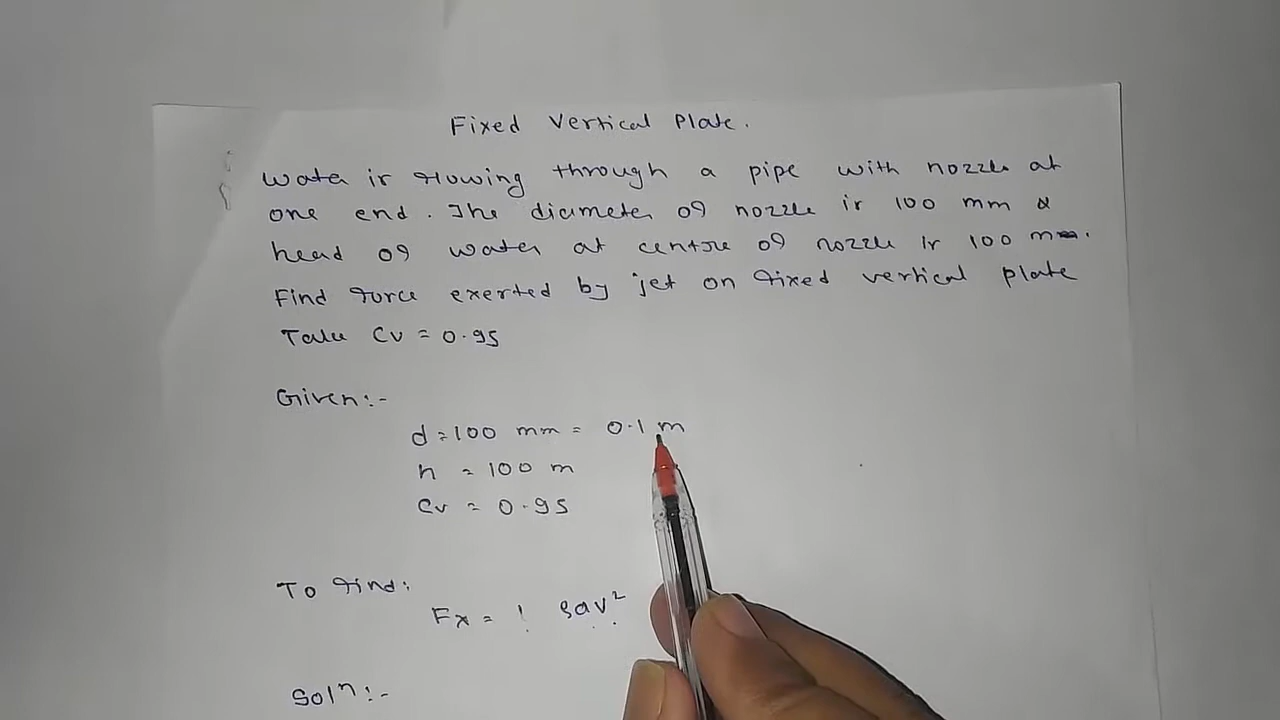 Fixed Vertical Plate.
Water is flowing through a pipe with nozzle at
one end. The diameter of nozzle is 100 mm &
head of water at centre of nozzle is 100 m.
Find force exerted by jet on fixed vertical plate
Take Cv = 0.95
Given:-
d = 100 mm = 0.1 m
h = 100 m
Cv = 0.95
To find:
Fx = ! ρav²
Solⁿ:-